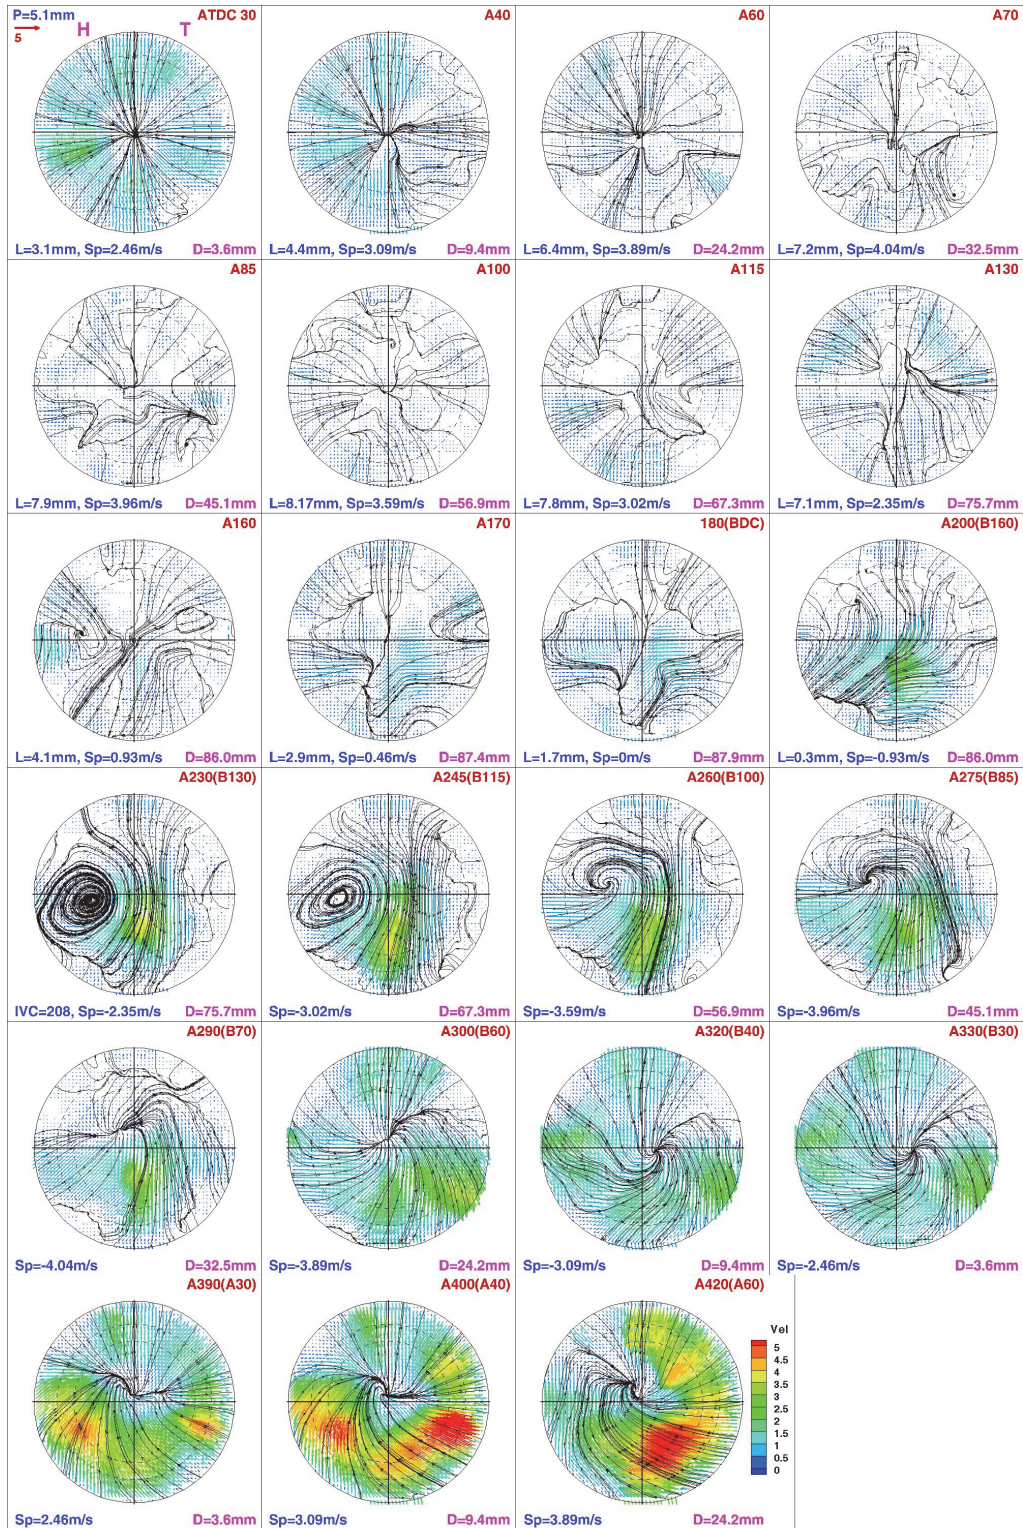 P=5.1mm ATDC 30
5 H T
L=3.1mm, Sp=2.46m/s D=3.6mm
A40
L=4.4mm, Sp=3.09m/s D=9.4mm
A60
L=6.4mm, Sp=3.89m/s D=24.2mm
A70
L=7.2mm, Sp=4.04m/s D=32.5mm
A85
L=7.9mm, Sp=3.96m/s D=45.1mm
A100
L=8.17mm, Sp=3.59m/s D=56.9mm
A115
L=7.8mm, Sp=3.02m/s D=67.3mm
A130
L=7.1mm, Sp=2.35m/s D=75.7mm
A160
L=4.1mm, Sp=0.93m/s D=86.0mm
A170
L=2.9mm, Sp=0.46m/s D=87.4mm
180(BDC)
L=1.7mm, Sp=0m/s D=87.9mm
A200(B160)
L=0.3mm, Sp=-0.93m/s D=86.0mm
A230(B130)
IVC=208, Sp=-2.35m/s D=75.7mm
A245(B115)
Sp=-3.02m/s D=67.3mm
A260(B100)
Sp=-3.59m/s D=56.9mm
A275(B85)
Sp=-3.96m/s D=45.1mm
A290(B70)
Sp=-4.04m/s D=32.5mm
A300(B60)
Sp=-3.89m/s D=24.2mm
A320(B40)
Sp=-3.09m/s D=9.4mm
A330(B30)
Sp=-2.46m/s D=3.6mm
A390(A30)
Sp=2.46m/s D=3.6mm
A400(A40)
Sp=3.09m/s D=9.4mm
A420(A60)
Sp=3.89m/s D=24.2mm
Vel
5
4.5
4
3.5
3
2.5
2
1.5
1
0.5
0